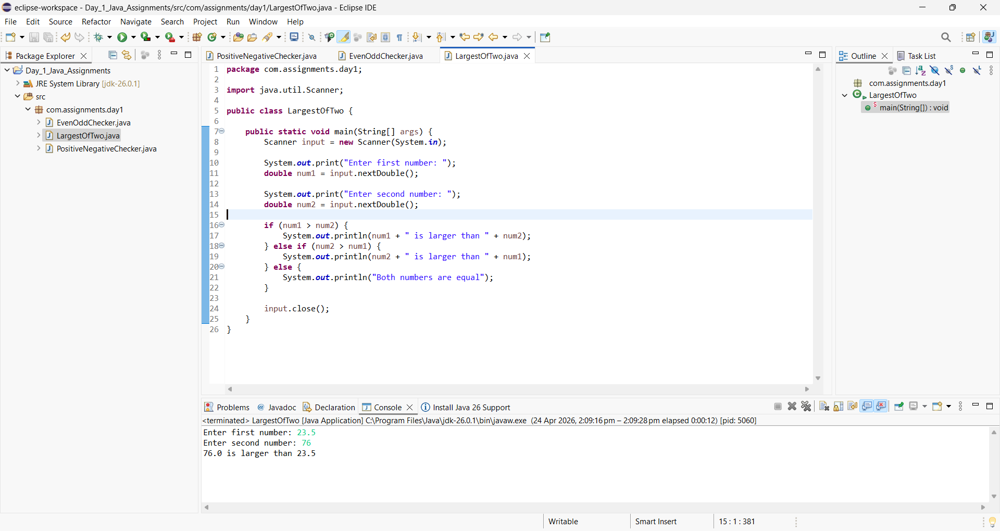 eclipse-workspace - Day_1_Java_Assignments/src/com/assignments/day1/LargestOfTwo.java - Eclipse IDE
File Edit Source Refactor Navigate Search Project Run Window Help
Package Explorer
Day_1_Java_Assignments
JRE System Library [jdk-26.0.1]
src
com.assignments.day1
EvenOddChecker.java
LargestOfTwo.java
PositiveNegativeChecker.java
PositiveNegativeChecker.java EvenOddChecker.java LargestOfTwo.java
1 package com.assignments.day1;
2
3 import java.util.Scanner;
4
5 public class LargestOfTwo {
6
7 public static void main(String[] args) {
8 Scanner input = new Scanner(System.in);
9
10 System.out.print("Enter first number: ");
11 double num1 = input.nextDouble();
12
13 System.out.print("Enter second number: ");
14 double num2 = input.nextDouble();
15
16 if (num1 > num2) {
17 System.out.println(num1 + " is larger than " + num2);
18 } else if (num2 > num1) {
19 System.out.println(num2 + " is larger than " + num1);
20 } else {
21 System.out.println("Both numbers are equal");
22 }
23
24 input.close();
25 }
26 }
Outline Task List
com.assignments.day1
LargestOfTwo
main(String[]) : void
Problems Javadoc Declaration Console Install Java 26 Support
<terminated> LargestOfTwo [Java Application] C:\Program Files\Java\jdk-26.0.1\bin\javaw.exe (24 Apr 2026, 2:09:16 pm – 2:09:28 pm elapsed 0:00:12) [pid: 5060]
Enter first number: 23.5
Enter second number: 76
76.0 is larger than 23.5
Writable Smart Insert 15 : 1 : 381